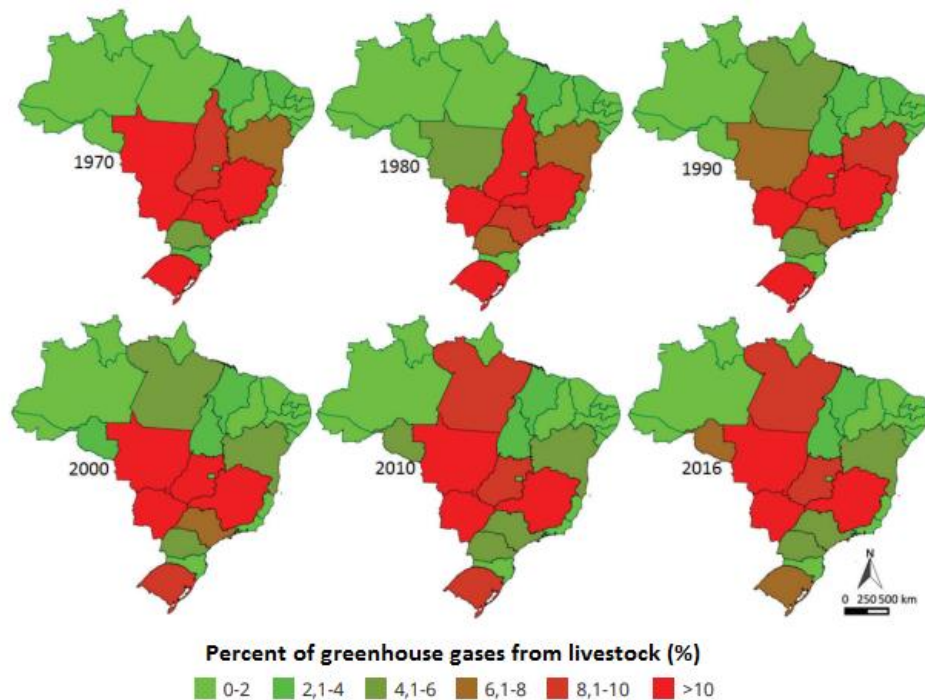 1970
1980
1990
2000
2010
2016
N
0 250 500 km
Percent of greenhouse gases from livestock (%)
0-2 2,1-4 4,1-6 6,1-8 8,1-10 >10